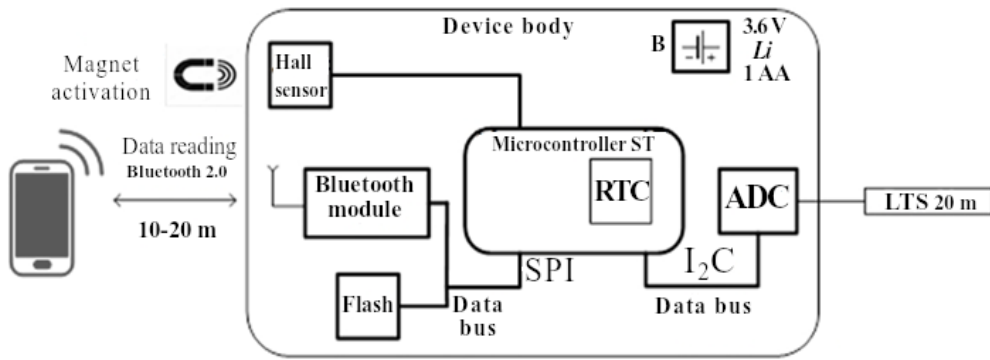 Device body
B
3.6 V
Li
1 AA
- +
Hall
sensor
Magnet
activation
Data reading
Bluetooth 2.0
10-20 m
Microcontroller ST
RTC
Bluetooth
module
ADC
LTS 20 m
SPI
I₂C
Flash
Data
bus
Data bus